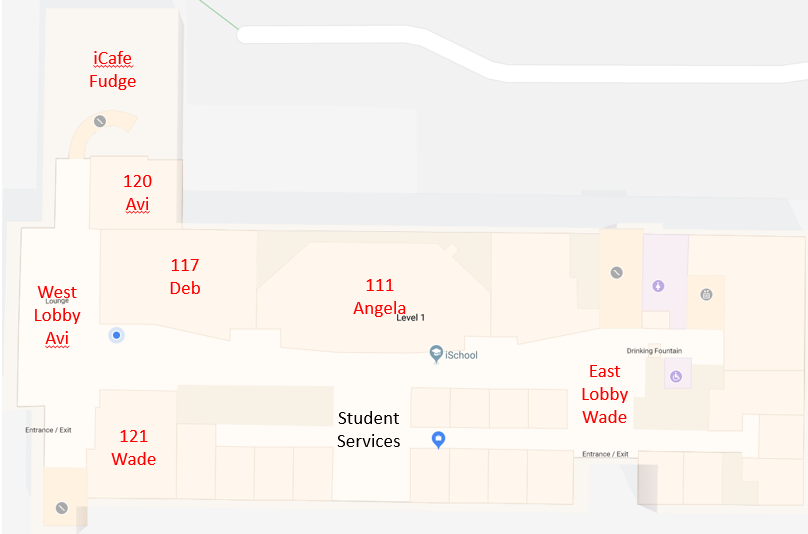 iCafe
Fudge
120
Avi
117
Deb
111
Angela
Level 1
West
Lounge
Lobby
Avi
iSchool
Drinking Fountain
East
Lobby
Wade
Student
Services
Entrance / Exit
121
Wade
Entrance / Exit